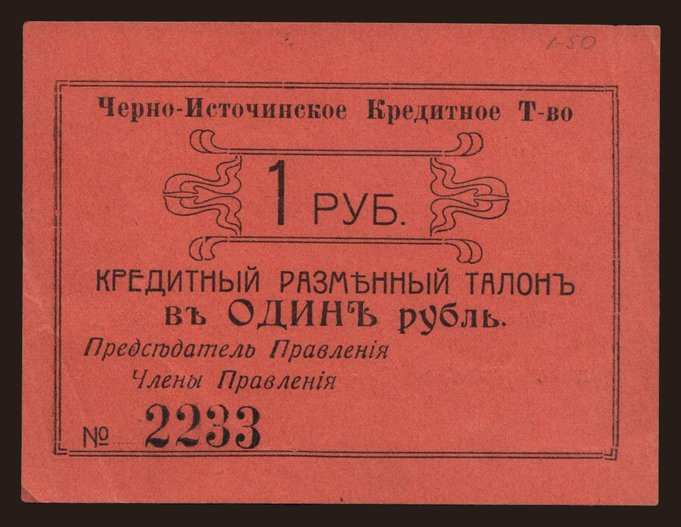 1-50
Черно-Источинское Кредитное Т-во
1 РУБ.
КРЕДИТНЫЙ РАЗМѢННЫЙ ТАЛОНЪ
въ ОДИНЪ рубль.
Предсѣдатель Правленія
Члены Правленія
№ 2233